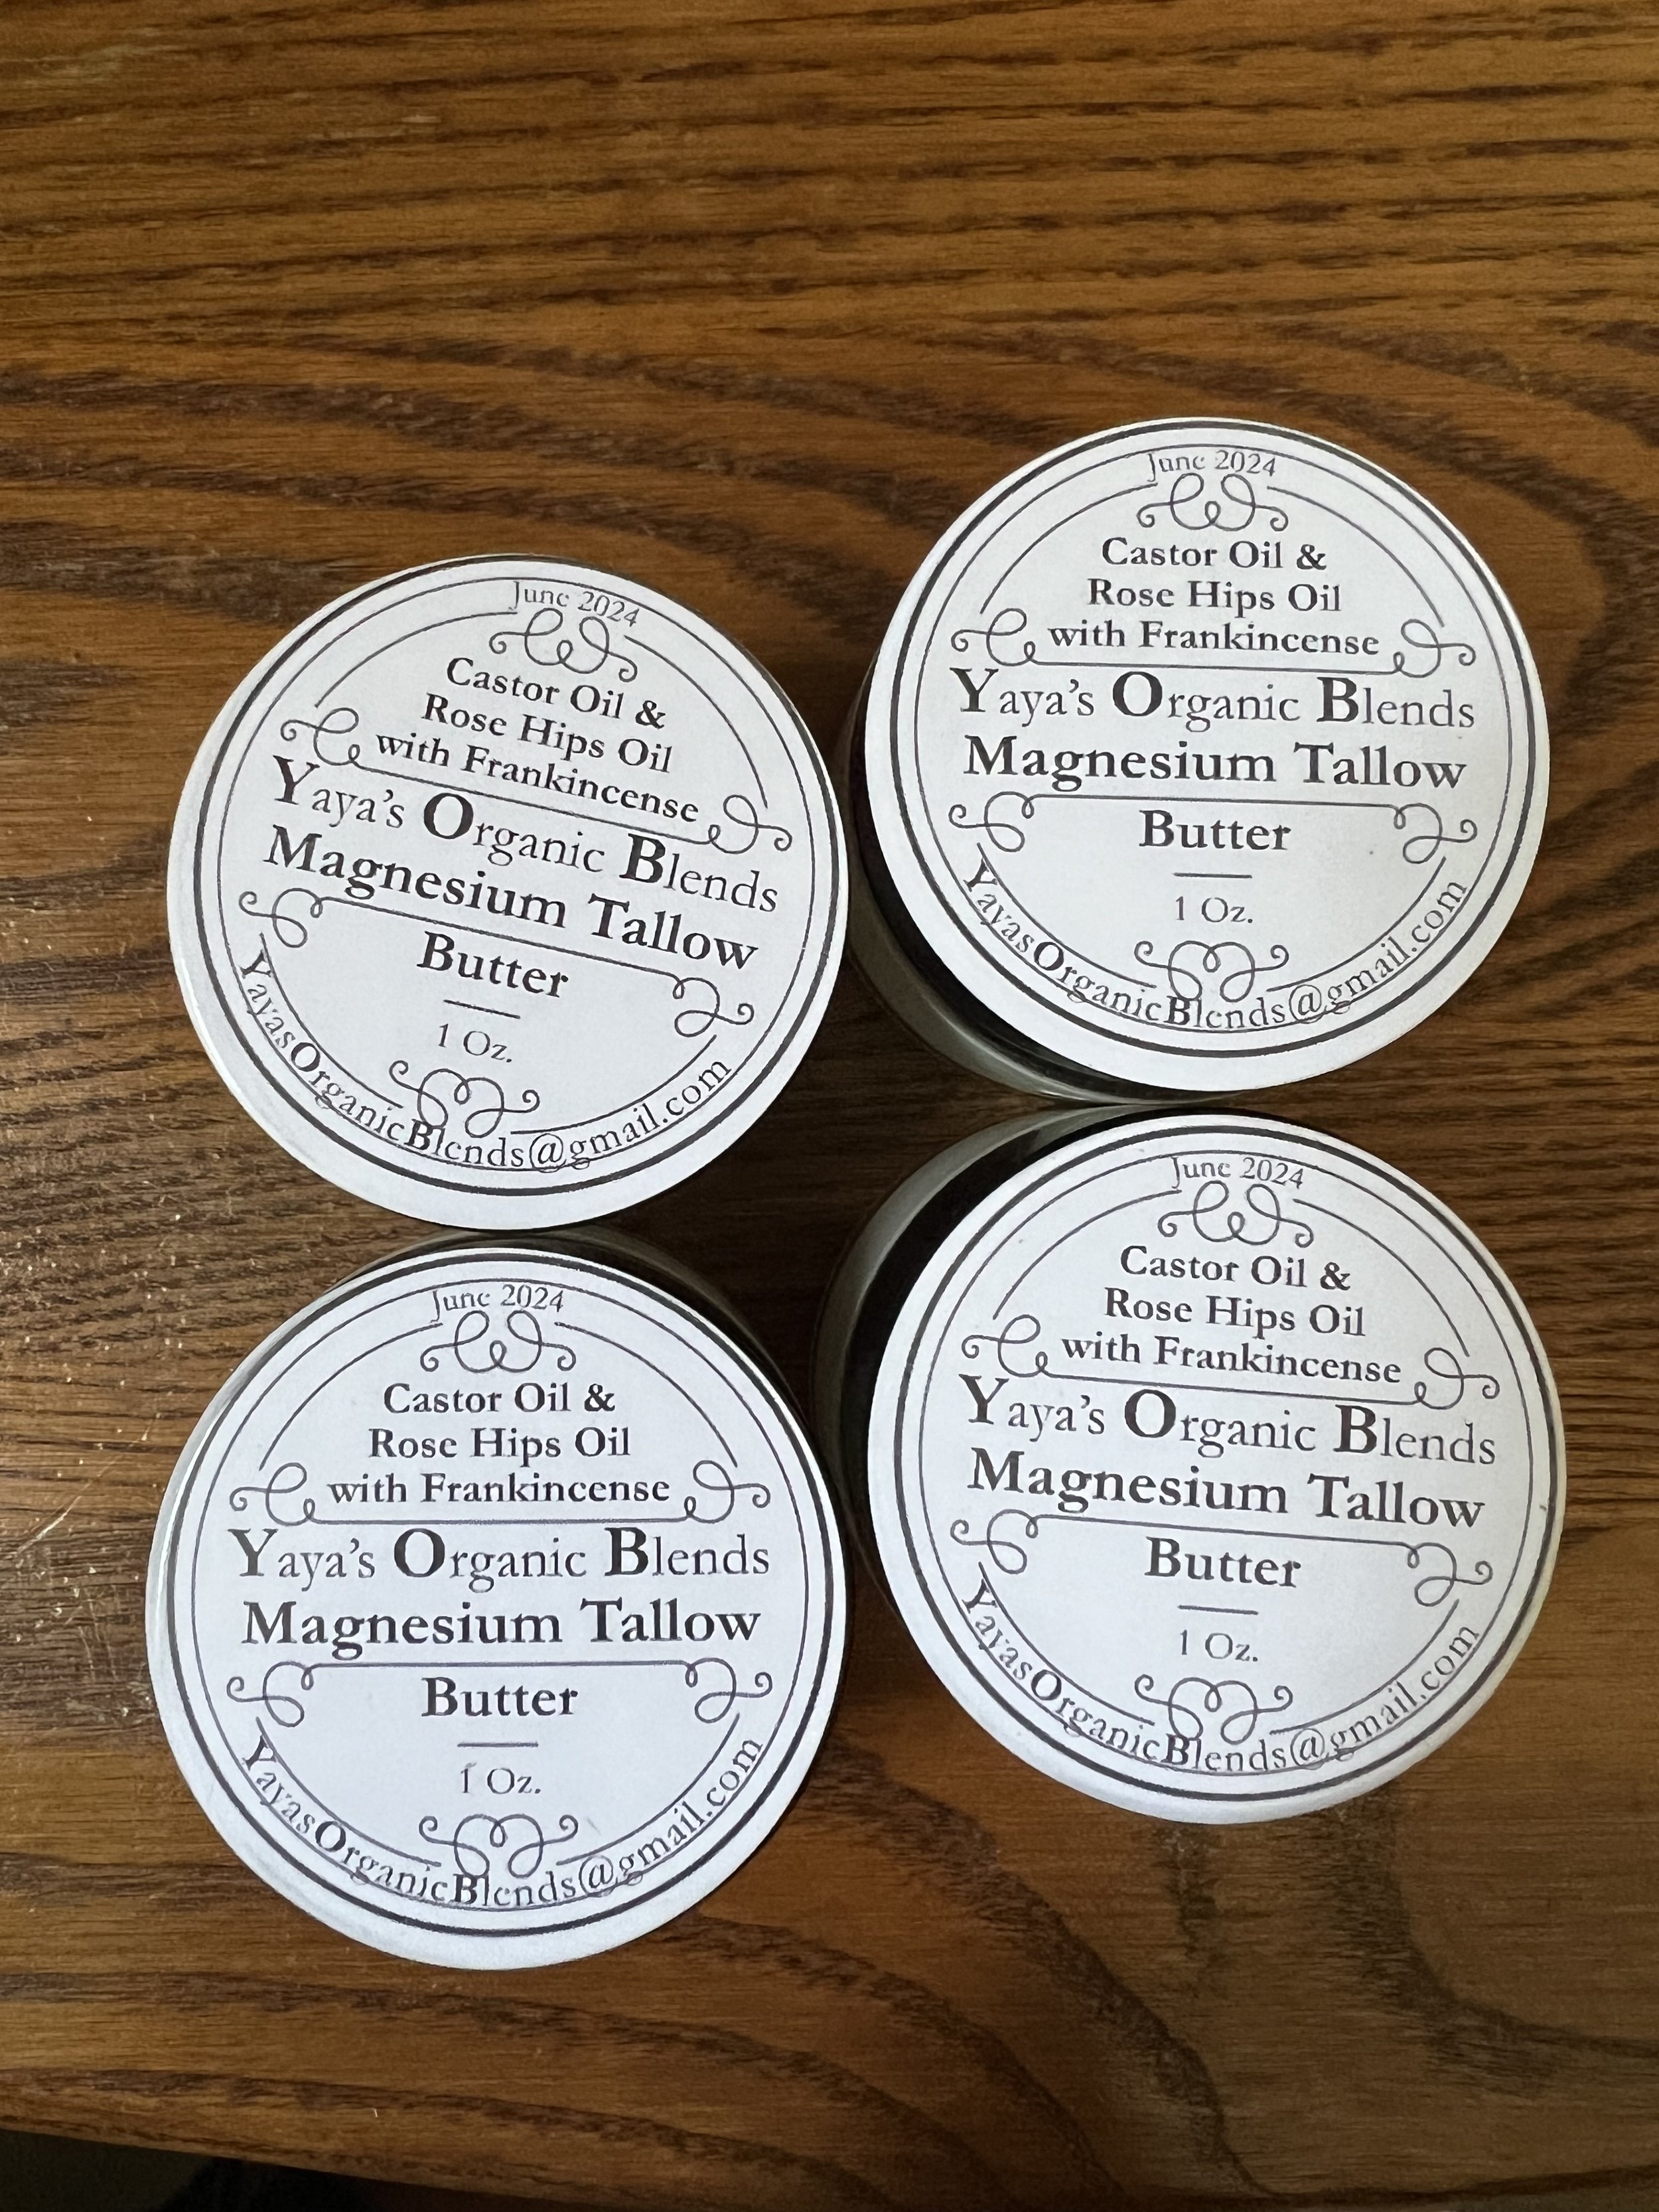 June 2024
Castor Oil &
Rose Hips Oil
with Frankincense
Yaya's Organic Blends
Magnesium Tallow
Butter
1 Oz.
YayasOrganicBlends@gmail.com
June 2024
Castor Oil &
Rose Hips Oil
with Frankincense
Yaya's Organic Blends
Magnesium Tallow
Butter
1 Oz.
YayasOrganicBlends@gmail.com
June 2024
Castor Oil &
Rose Hips Oil
with Frankincense
Yaya's Organic Blends
Magnesium Tallow
Butter
1 Oz.
YayasOrganicBlends@gmail.com
June 2024
Castor Oil &
Rose Hips Oil
with Frankincense
Yaya's Organic Blends
Magnesium Tallow
Butter
1 Oz.
YayasOrganicBlends@gmail.com